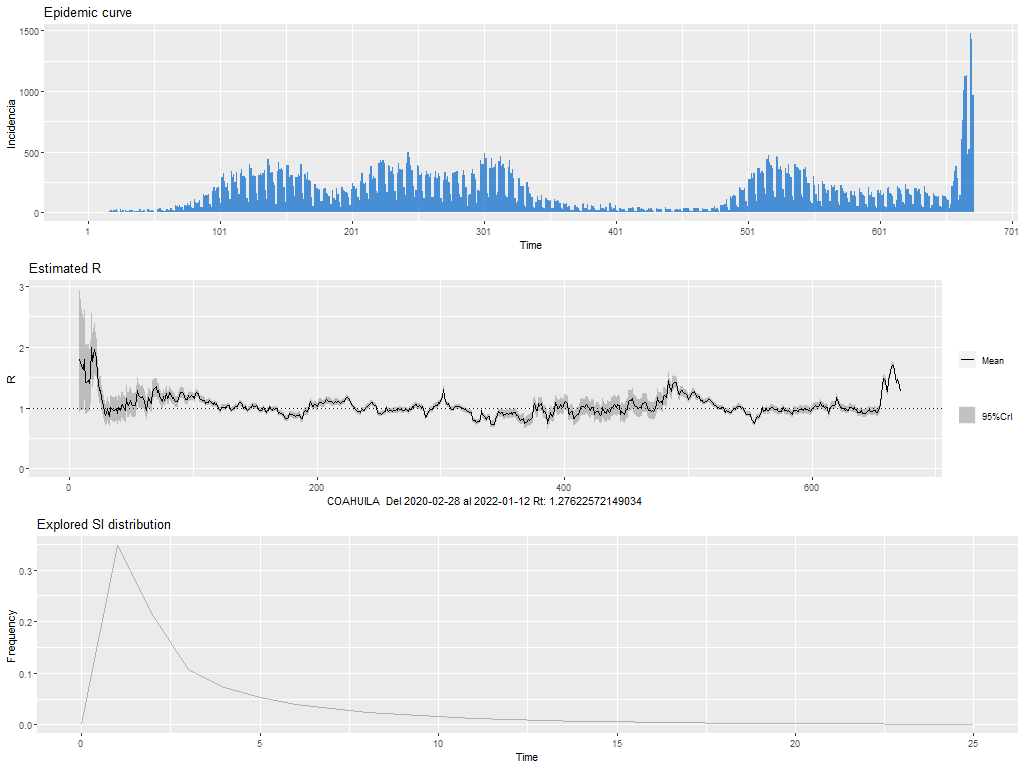 Epidemic curve
1500
1000
500
0
Incidencia
1 101 201 301 401 501 601 701
Time
Estimated R
3
2
1
0
R
Mean
95%CrI
0 200 400 600
COAHUILA Del 2020-02-28 al 2022-01-12 Rt: 1.27622572149034
Explored SI distribution
0.3
0.2
0.1
0.0
Frequency
0 5 10 15 20 25
Time